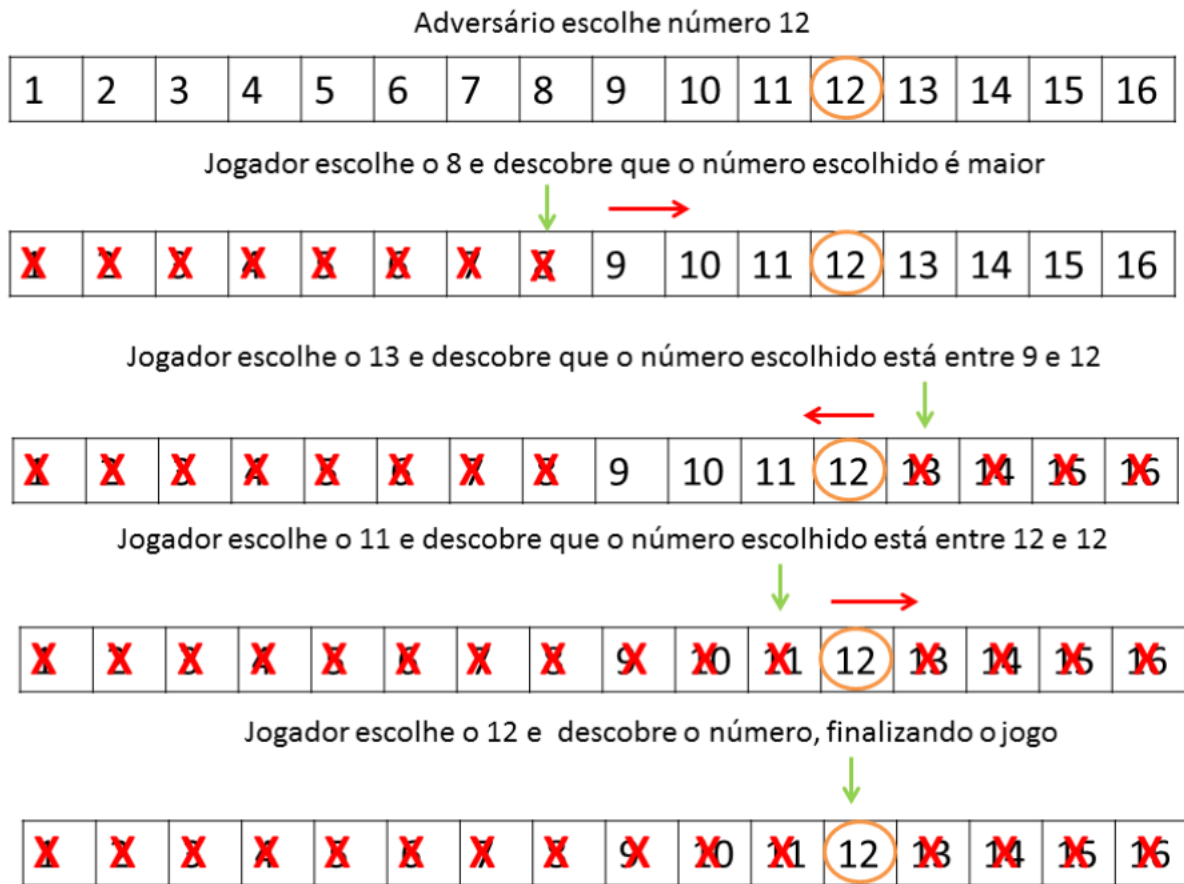 Adversário escolhe número 12
1 2 3 4 5 6 7 8 9 10 11 12 13 14 15 16
Jogador escolhe o 8 e descobre que o número escolhido é maior
1 2 3 4 5 6 7 8 9 10 11 12 13 14 15 16
Jogador escolhe o 13 e descobre que o número escolhido está entre 9 e 12
1 2 3 4 5 6 7 8 9 10 11 12 13 14 15 16
Jogador escolhe o 11 e descobre que o número escolhido está entre 12 e 12
1 2 3 4 5 6 7 8 9 10 11 12 13 14 15 16
Jogador escolhe o 12 e descobre o número, finalizando o jogo
1 2 3 4 5 6 7 8 9 10 11 12 13 14 15 16